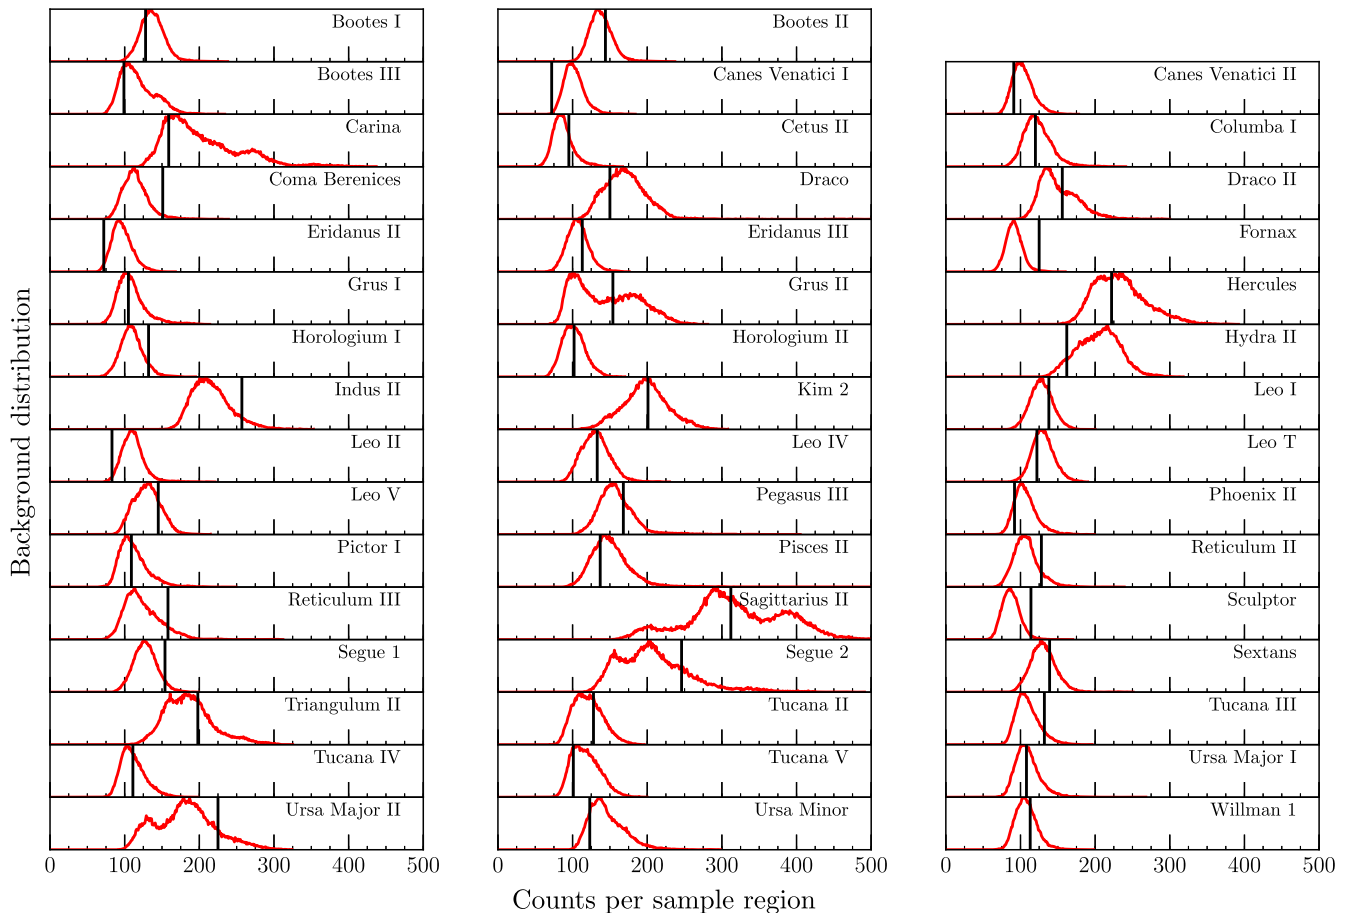 Bootes I
Bootes II
Bootes III
Canes Venatici I
Canes Venatici II
Carina
Cetus II
Columba I
Coma Berenices
Draco
Draco II
Eridanus II
Eridanus III
Fornax
Grus I
Grus II
Hercules
Horologium I
Horologium II
Hydra II
Indus II
Kim 2
Leo I
Leo II
Leo IV
Leo T
Leo V
Pegasus III
Phoenix II
Pictor I
Pisces II
Reticulum II
Reticulum III
Sagittarius II
Sculptor
Segue 1
Segue 2
Sextans
Triangulum II
Tucana II
Tucana III
Tucana IV
Tucana V
Ursa Major I
Ursa Major II
Ursa Minor
Willman 1
0 100 200 300 400 500
0 100 200 300 400 500
0 100 200 300 400 500
Background distribution
Counts per sample region